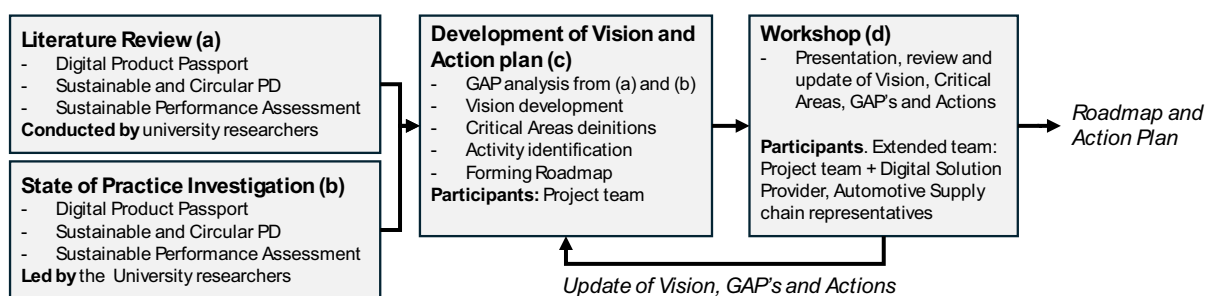 Literature Review (a)
- Digital Product Passport
- Sustainable and Circular PD
- Sustainable Performance Assessment
Conducted by university researchers
State of Practice Investigation (b)
- Digital Product Passport
- Sustainable and Circular PD
- Sustainable Performance Assessment
Led by the University researchers
Development of Vision and
Action plan (c)
- GAP analysis from (a) and (b)
- Vision development
- Critical Areas deinitions
- Activity identification
- Forming Roadmap
Participants: Project team
Workshop (d)
- Presentation, review and
update of Vision, Critical
Areas, GAP's and Actions
Participants. Extended team:
Project team + Digital Solution
Provider, Automotive Supply
chain representatives
Roadmap and
Action Plan
Update of Vision, GAP's and Actions